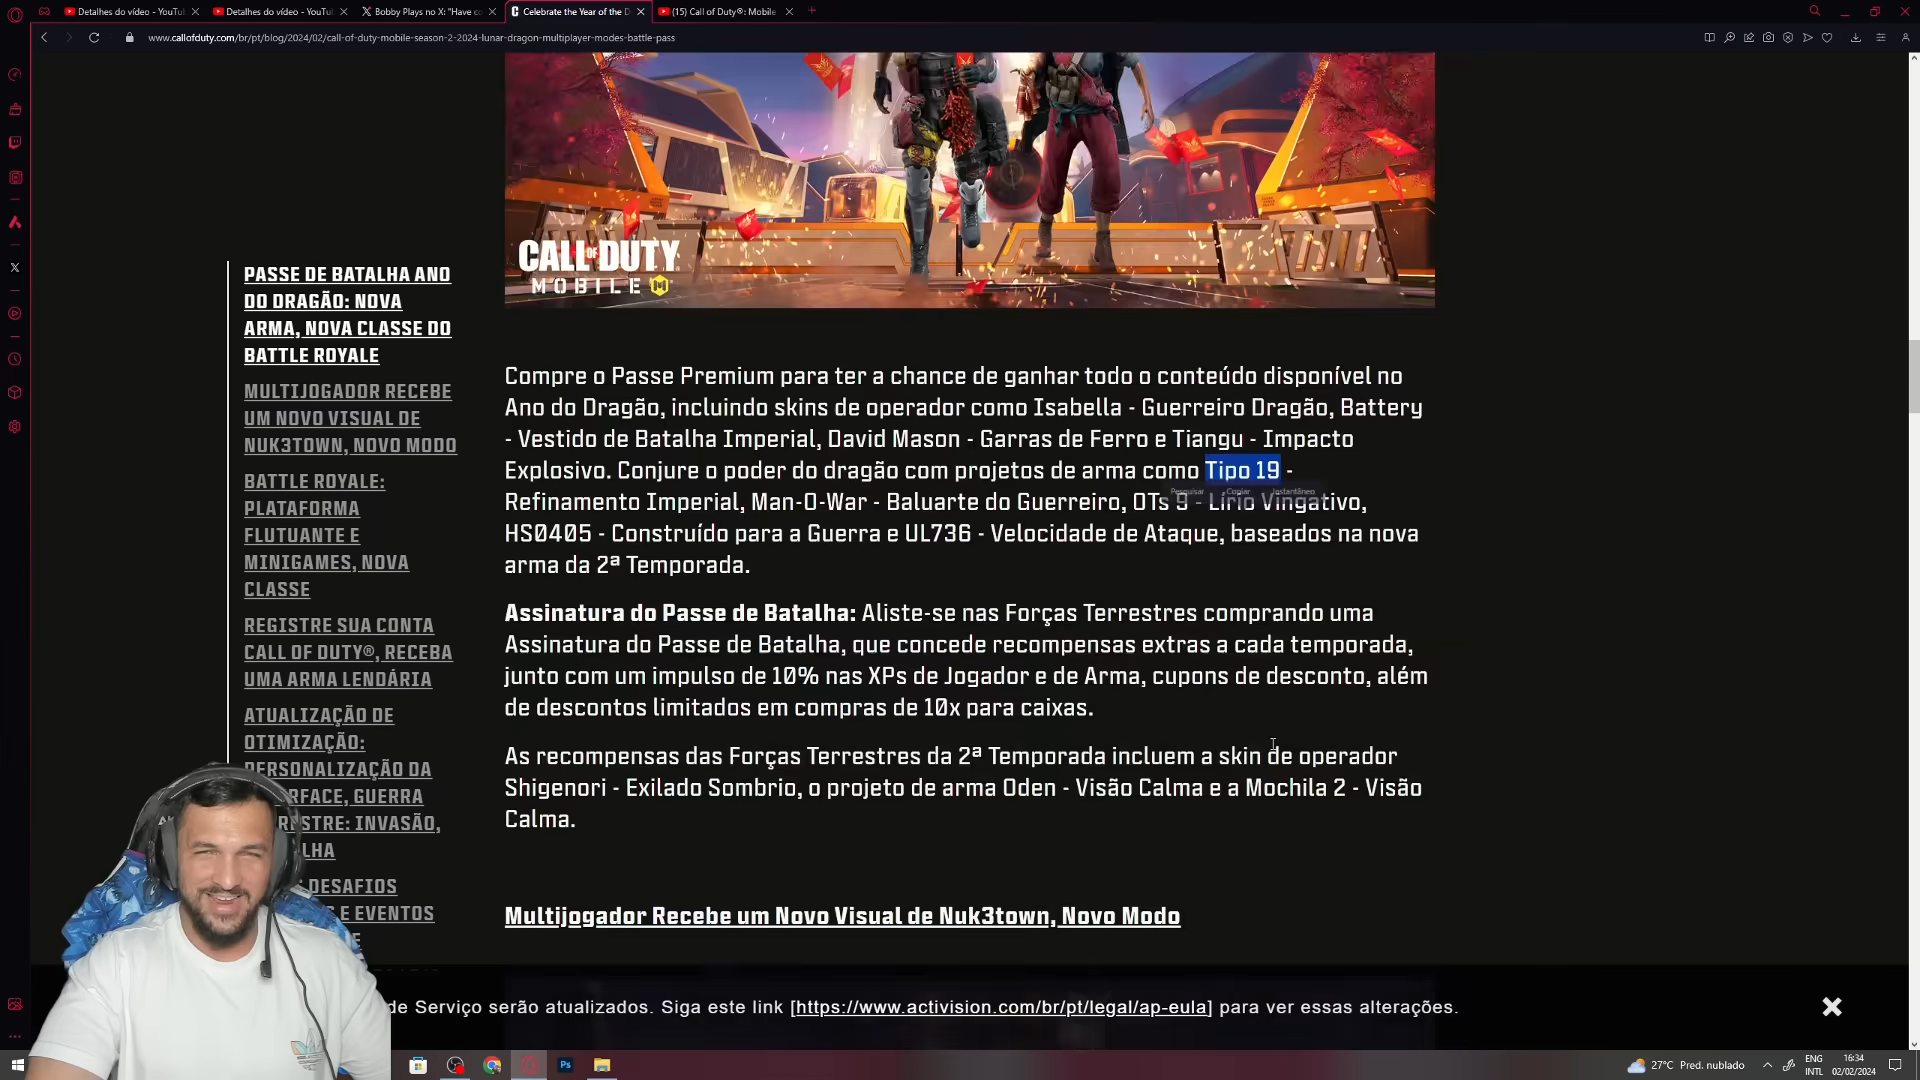 Detalhes do vídeo - YouTu
Detalhes do vídeo - YouTu
Bobby Plays no X: "Have co
Celebrate the Year of the D
(15) Call of Duty®: Mobile
www.callofduty.com/br/pt/blog/2024/02/call-of-duty-mobile-season-2-2024-lunar-dragon-multiplayer-modes-battle-pass
CALL OF DUTY
MOBILE
PASSE DE BATALHA ANO
DO DRAGÃO: NOVA
ARMA, NOVA CLASSE DO
BATTLE ROYALE
MULTIJOGADOR RECEBE
UM NOVO VISUAL DE
NUK3TOWN, NOVO MODO
BATTLE ROYALE:
PLATAFORMA
FLUTUANTE E
MINIGAMES, NOVA
CLASSE
REGISTRE SUA CONTA
CALL OF DUTY®, RECEBA
UMA ARMA LENDÁRIA
ATUALIZAÇÃO DE
OTIMIZAÇÃO:
PERSONALIZAÇÃO DA
RFACE, GUERRA
RESTRE: INVASÃO,
LHA
DESAFIOS
E EVENTOS
Compre o Passe Premium para ter a chance de ganhar todo o conteúdo disponível no
Ano do Dragão, incluindo skins de operador como Isabella - Guerreiro Dragão, Battery
- Vestido de Batalha Imperial, David Mason - Garras de Ferro e Tiangu - Impacto
Explosivo. Conjure o poder do dragão com projetos de arma como Tipo 19 -
Pesquisar Copiar Instantâneo
Refinamento Imperial, Man-O-War - Baluarte do Guerreiro, OTs 9 - Lírio Vingativo,
HS0405 - Construído para a Guerra e UL736 - Velocidade de Ataque, baseados na nova
arma da 2ª Temporada.
Assinatura do Passe de Batalha: Aliste-se nas Forças Terrestres comprando uma
Assinatura do Passe de Batalha, que concede recompensas extras a cada temporada,
junto com um impulso de 10% nas XPs de Jogador e de Arma, cupons de desconto, além
de descontos limitados em compras de 10x para caixas.
As recompensas das Forças Terrestres da 2ª Temporada incluem a skin de operador
Shigenori - Exilado Sombrio, o projeto de arma Oden - Visão Calma e a Mochila 2 - Visão
Calma.
Multijogador Recebe um Novo Visual de Nuk3town, Novo Modo
de Serviço serão atualizados. Siga este link [https://www.activision.com/br/pt/legal/ap-eula] para ver essas alterações.
Ps
27°C Pred. nublado
ENG
INTL
16:34
02/02/2024